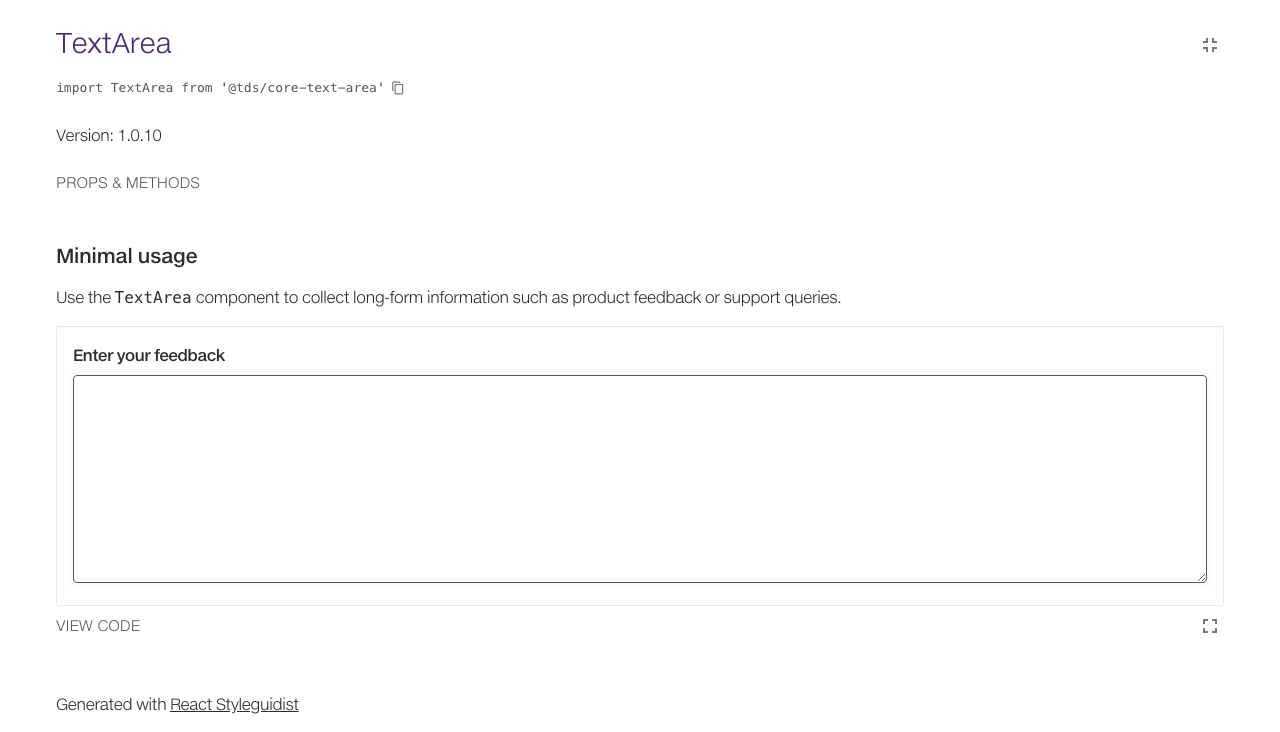 TextArea
import TextArea from '@tds/core-text-area'
Version: 1.0.10
PROPS & METHODS
Minimal usage
Use the TextArea component to collect long-form information such as product feedback or support queries.
Enter your feedback
VIEW CODE
Generated with React Styleguidist